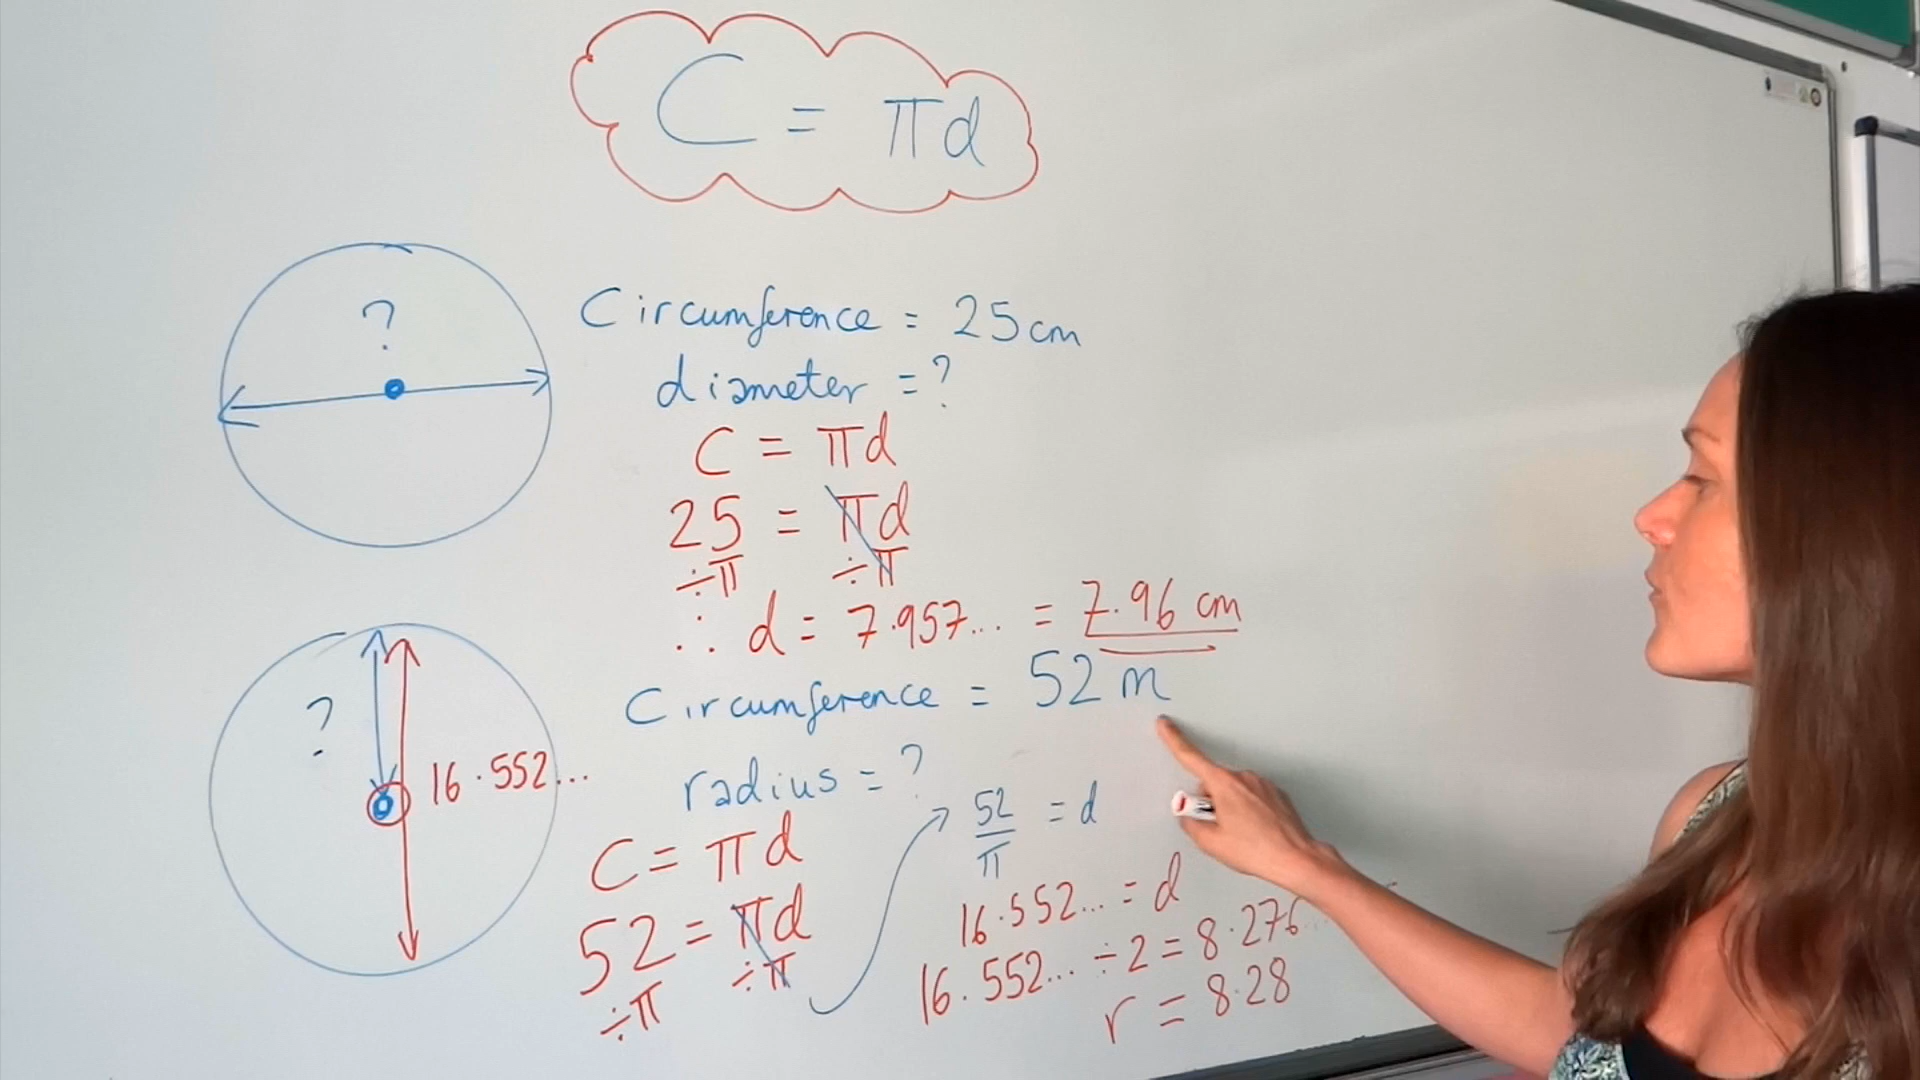 C = πd
?
Circumference = 25 cm
diameter = ?
C = πd
25 = πd
÷π ÷π
∴ d = 7.957... = 7.96 cm
Circumference = 52 m
?
16.552...
radius = ?
C = πd
52 = πd
÷π ÷π
52/π = d
16.552... = d
16.552... ÷2 = 8.276
r = 8.28